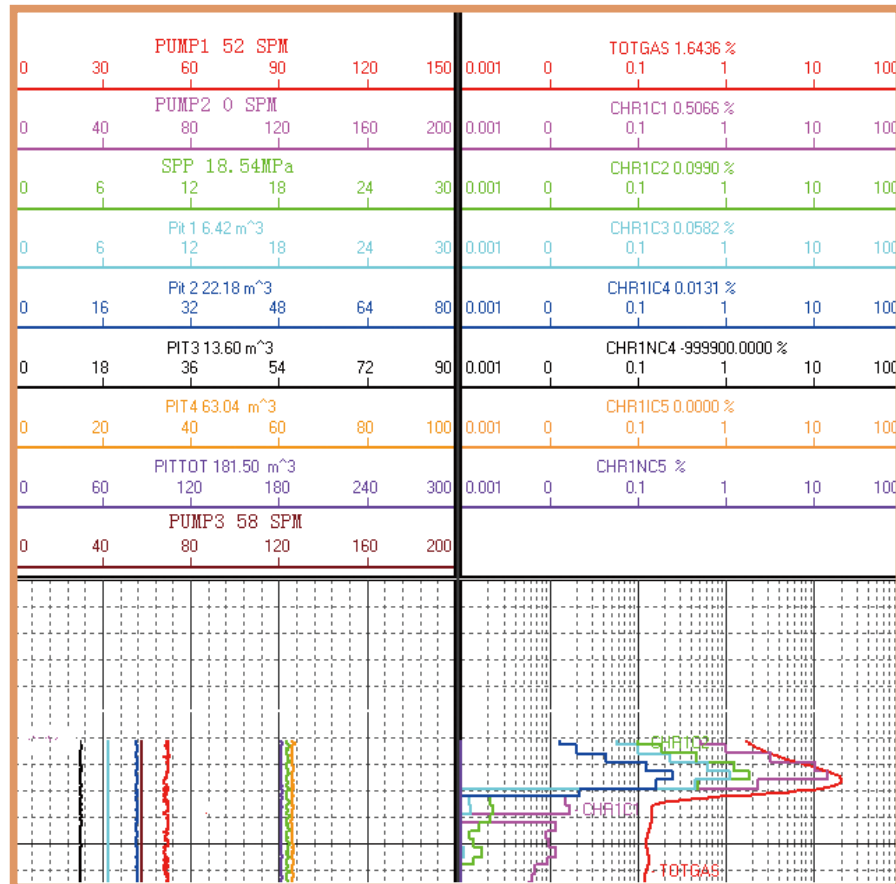 PUMP1 52 SPM
0 30 60 90 120 150
PUMP2 0 SPM
0 40 80 120 160 200
SPP 18.54MPa
0 6 12 18 24 30
Pit 1 6.42 m^3
0 6 12 18 24 30
Pit 2 22.18 m^3
0 16 32 48 64 80
PIT3 13.60 m^3
0 18 36 54 72 90
PIT4 63.04 m^3
0 20 40 60 80 100
PITTOT 181.50 m^3
0 60 120 180 240 300
PUMP3 58 SPM
0 40 80 120 160 200
TOTGAS 1.6436 %
0.001 0 0.1 1 10 100
CHR1C1 0.5066 %
0.001 0 0.1 1 10 100
CHR1C2 0.0990 %
0.001 0 0.1 1 10 100
CHR1C3 0.0582 %
0.001 0 0.1 1 10 100
CHR1IC4 0.0131 %
0.001 0 0.1 1 10 100
CHR1NC4 -999900.0000 %
0.001 0 0.1 1 10 100
CHR1IC5 0.0000 %
0.001 0 0.1 1 10 100
CHR1NC5 %
0.001 0 0.1 1 10 100
CHR1C1
TOTGAS